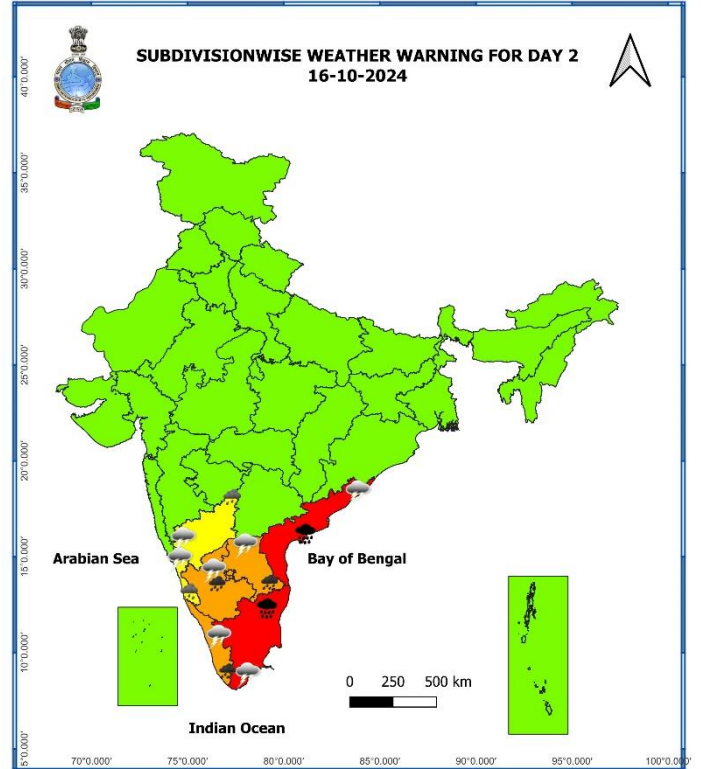 SUBDIVISIONWISE WEATHER WARNING FOR DAY 2
16-10-2024
40°0.000'
35°0.000'
30°0.000'
25°0.000'
20°0.000'
15°0.000'
10°0.000'
5°0.000'
Arabian Sea
Bay of Bengal
0 250 500 km
Indian Ocean
70°0.000' 75°0.000' 80°0.000' 85°0.000' 90°0.000' 95°0.000' 100°0.000'